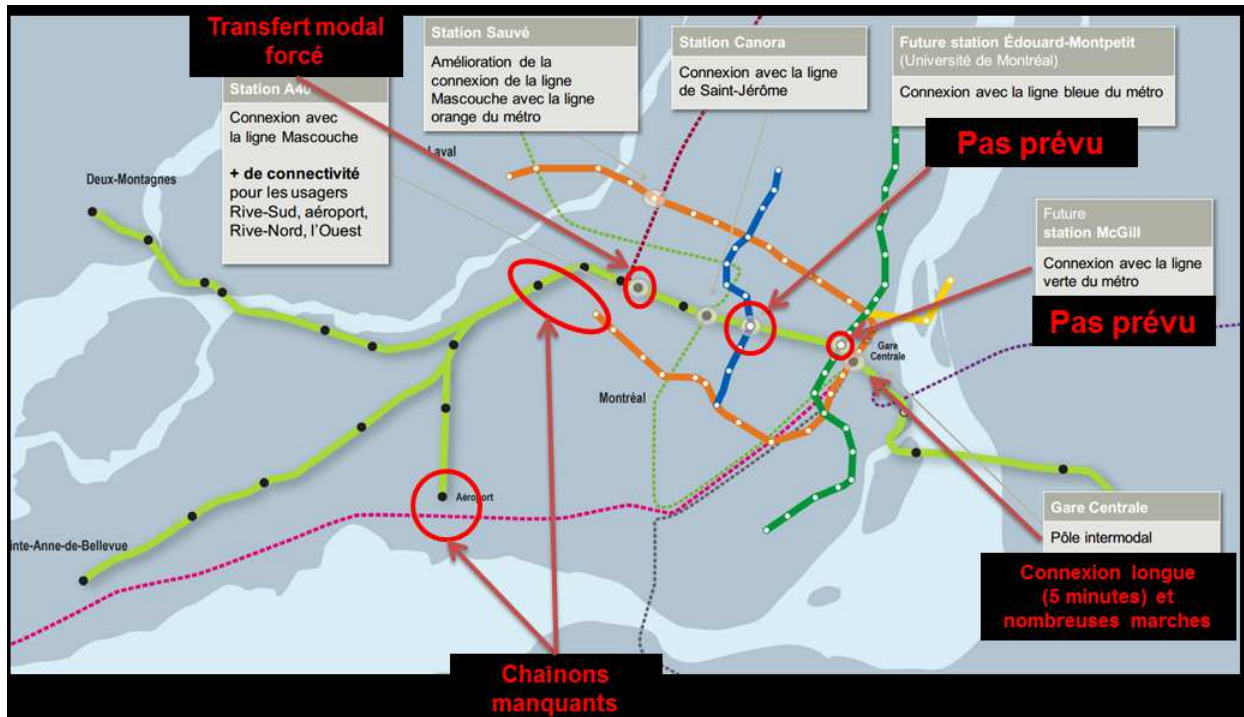 Transfert modal
forcé
Station A40
Connexion avec
la ligne Mascouche
+ de connectivité
pour les usagers
Rive-Sud, aéroport,
Rive-Nord, l'Ouest
Station Sauvé
Amélioration de la
connexion de la ligne
Mascouche avec la ligne
orange du métro
Station Canora
Connexion avec la ligne
de Saint-Jérôme
Future station Édouard-Montpetit
(Université de Montréal)
Connexion avec la ligne bleue du métro
Pas prévu
Laval
Deux-Montagnes
Future
station McGill
Connexion avec la ligne
verte du métro
Pas prévu
Gare
Centrale
Montréal
Aéroport
inte-Anne-de-Bellevue
Gare Centrale
Pôle intermodal
Connexion longue
(5 minutes) et
nombreuses marches
Chaînons
manquants